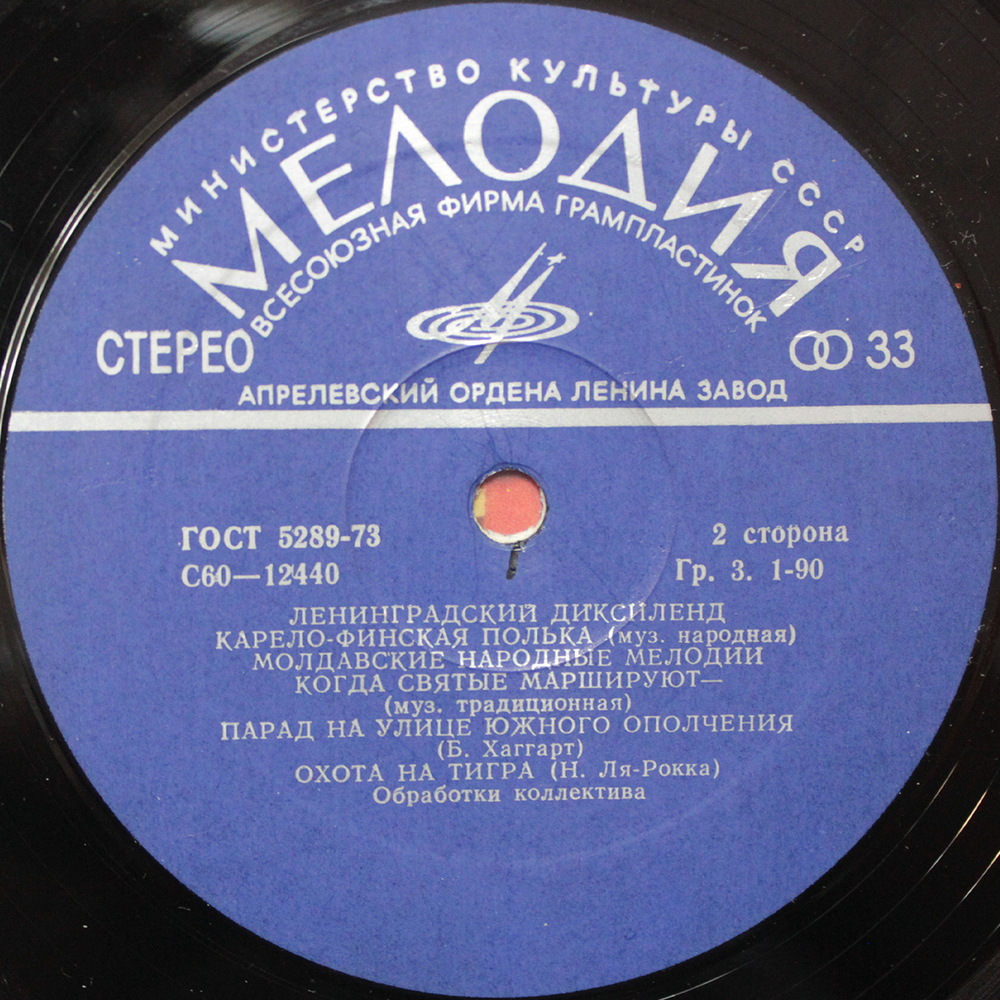 МИНИСТЕРСТВО КУЛЬТУРЫ СССР
МЕЛОДИЯ
ВСЕСОЮЗНАЯ ФИРМА ГРАМПЛАСТИНОК
СТЕРЕО
33
АПРЕЛЕВСКИЙ ОРДЕНА ЛЕНИНА ЗАВОД
ГОСТ 5289-73
2 сторона
С60—12440
Гр. 3. 1-90
ЛЕНИНГРАДСКИЙ ДИКСИЛЕНД
КАРЕЛО-ФИНСКАЯ ПОЛЬКА (муз. народная)
МОЛДАВСКИЕ НАРОДНЫЕ МЕЛОДИИ
КОГДА СВЯТЫЕ МАРШИРУЮТ—
(муз. традиционная)
ПАРАД НА УЛИЦЕ ЮЖНОГО ОПОЛЧЕНИЯ
(Б. Хаггарт)
ОХОТА НА ТИГРА (Н. Ля-Рокка)
Обработки коллектива